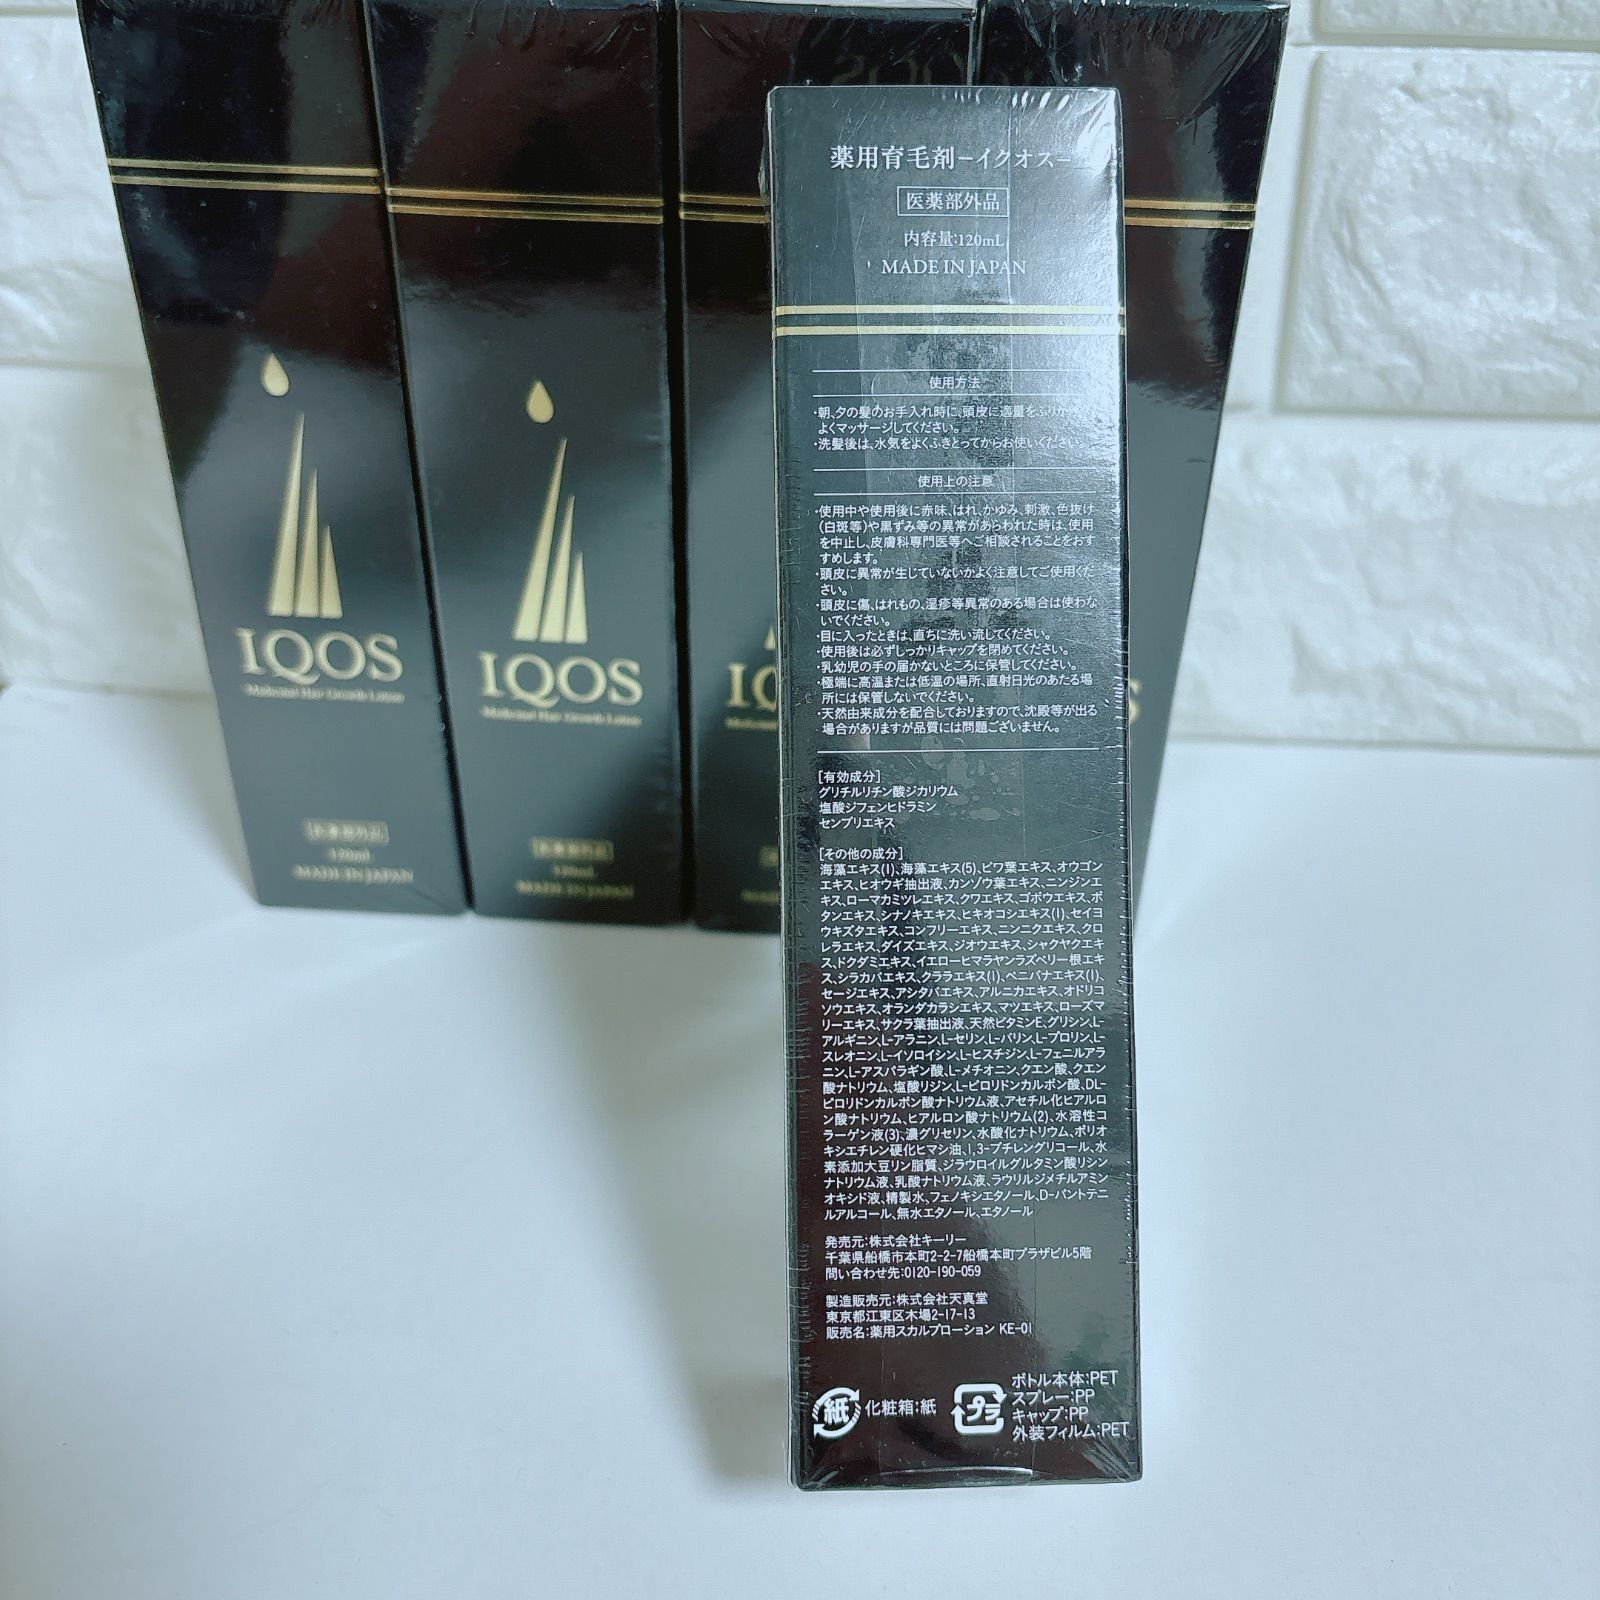 IQOS
Medicinal Hair Growth Lotion
医薬部外品
120mL
MADE IN JAPAN
IQOS
Medicinal Hair Growth Lotion
医薬部外品
120mL
MADE IN JAPAN
薬用育毛剤−イクオス−
医薬部外品
内容量:120mL
MADE IN JAPAN
使用方法
・朝、夕の髪のお手入れ時に、頭皮に適量をふりか
よくマッサージしてください。
・洗髪後は、水気をよくふきとってからお使いください。
使用上の注意
・使用中や使用後に赤味、はれ、かゆみ、刺激、色抜け
(白斑等)や黒ずみ等の異常があらわれた時は、使用
を中止し、皮膚科専門医等へご相談されることをおす
すめします。
・頭皮に異常が生じていないかよく注意してご使用くだ
さい。
・頭皮に傷、はれもの、湿疹等異常のある場合は使わな
いでください。
・目に入ったときは、直ちに洗い流してください。
・使用後は必ずしっかりキャップを閉めてください。
・乳幼児の手の届かないところに保管してください。
・極端に高温または低温の場所、直射日光のあたる場
所には保管しないでください。
・天然由来成分を配合しておりますので、沈殿等が出る
場合がありますが品質には問題ございません。
[有効成分]
グリチルリチン酸ジカリウム
塩酸ジフェンヒドラミン
センブリエキス
[その他の成分]
海藻エキス(1)、海藻エキス(5)、ビワ葉エキス、オウゴン
エキス、ヒオウギ抽出液、カンゾウ葉エキス、ニンジンエ
キス、ローマカミツレエキス、クワエキス、ゴボウエキス、ボ
タンエキス、シナノキエキス、ヒキオコシエキス(1)、セイヨ
ウキズタエキス、コンフリーエキス、ニンニクエキス、クロ
レラエキス、ダイズエキス、ジオウエキス、シャクヤクエキ
ス、ドクダミエキス、イエローヒマラヤンラズベリー根エキ
ス、シラカバエキス、クララエキス(1)、ベニバナエキス(1)、
セージエキス、アシタバエキス、アルニカエキス、オドリコ
ソウエキス、オランダカラシエキス、マツエキス、ローズマ
リーエキス、サクラ葉抽出液、天然ビタミンE、グリシン、L-
アルギニン、L-アラニン、L-セリン、L-バリン、L-プロリン、L-
スレオニン、L-イソロイシン、L-ヒスチジン、L-フェニルアラ
ニン、L-アスパラギン酸、L-メチオニン、クエン酸、クエン
酸ナトリウム、塩酸リジン、L-ピロリドンカルボン酸、DL-
ピロリドンカルボン酸ナトリウム液、アセチル化ヒアルロ
ン酸ナトリウム、ヒアルロン酸ナトリウム(2)、水溶性コ
ラーゲン液(3)、濃グリセリン、水酸化ナトリウム、ポリオ
キシエチレン硬化ヒマシ油、1,3-ブチレングリコール、水
素添加大豆リン脂質、ジラウロイルグルタミン酸リシン
ナトリウム液、乳酸ナトリウム液、ラウリルジメチルアミン
オキシド液、精製水、フェノキシエタノール、D-パントテニ
ルアルコール、無水エタノール、エタノール
発売元:株式会社キーリー
千葉県船橋市本町2-2-7船橋本町プラザビル5階
問い合わせ先:0120-190-059
製造販売元:株式会社天真堂
東京都江東区木場2-17-13
販売名:薬用スカルプローション KE-01
紙 化粧箱:紙
プラ ボトル本体:PET
スプレー:PP
キャップ:PP
外装フィルム:PET